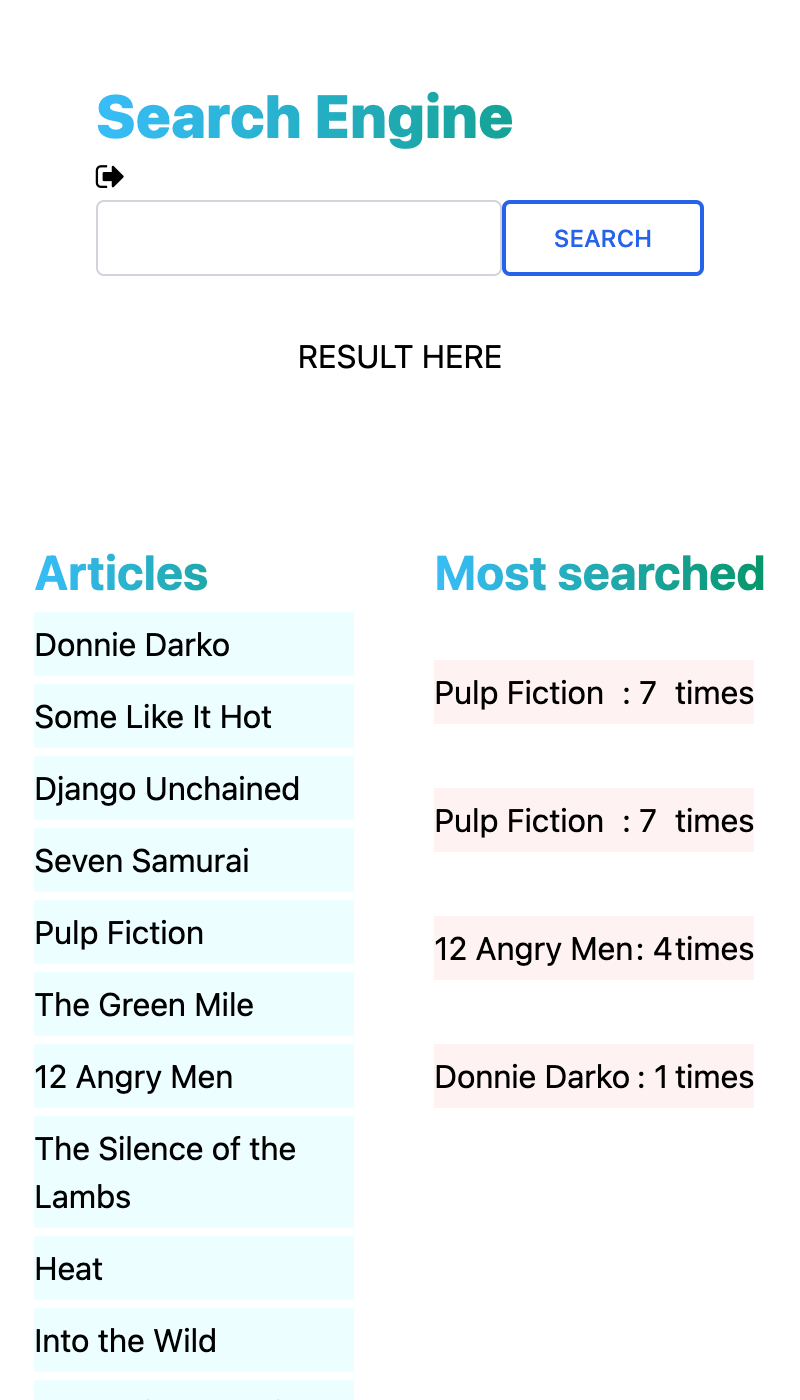 Search Engine
SEARCH
RESULT HERE
Articles
Donnie Darko
Some Like It Hot
Django Unchained
Seven Samurai
Pulp Fiction
The Green Mile
12 Angry Men
The Silence of the
Lambs
Heat
Into the Wild
Most searched
Pulp Fiction : 7 times
Pulp Fiction : 7 times
12 Angry Men: 4 times
Donnie Darko : 1 times